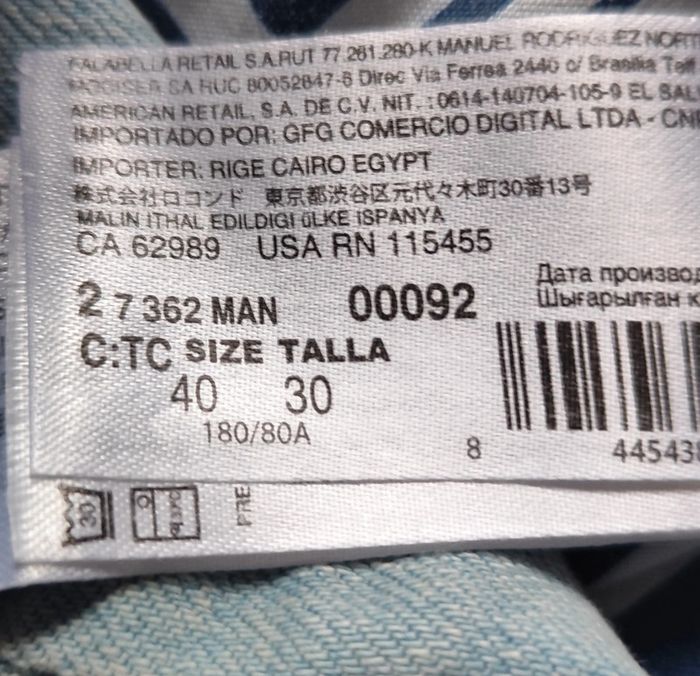 FALABELLA RETAIL S.A.RUT 77.261.280-K MANUEL RODRIGUEZ NORT
SA RUC 80052847-6 Direc Via Ferrea 2440 c/ Brasilia Telf
AMERICAN RETAIL, S.A. DE C.V. NIT. :0614-140704-105-9 EL SAL
IMPORTADO POR: GFG COMERCIO DIGITAL LTDA - CN
IMPORTER: RIGE CAIRO EGYPT
株式会社ロコンド 東京都渋谷区元代々木町30番13号
MALIN ITHAL EDILDIGI üLKE ISPANYA
CA 62989 USA RN 115455
2 7 362 MAN 00092
Дата произво
Шығарылған к
C:TC SIZE TALLA
40 30
180/80A
8 44543
30
PRE